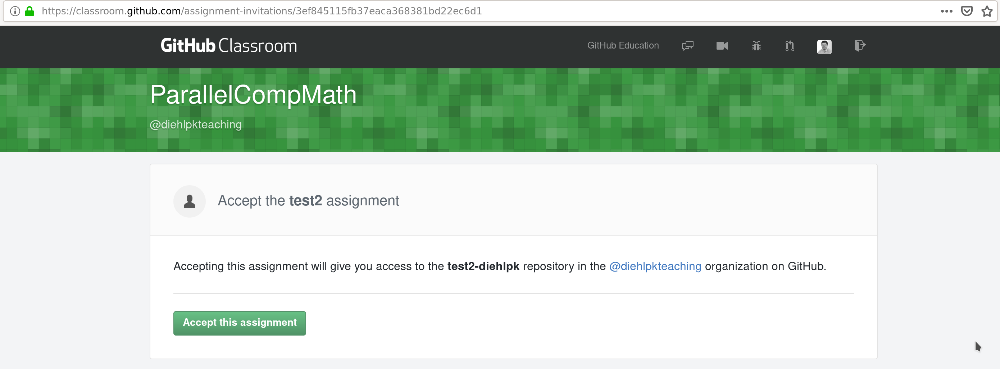 https://classroom.github.com/assignment-invitations/3ef845115fb37eaca368381bd22ec6d1
GitHub Classroom
GitHub Education
ParallelCompMath
@diehlpkteaching
Accept the test2 assignment
Accepting this assignment will give you access to the test2-diehlpk repository in the @diehlpkteaching organization on GitHub.
Accept this assignment